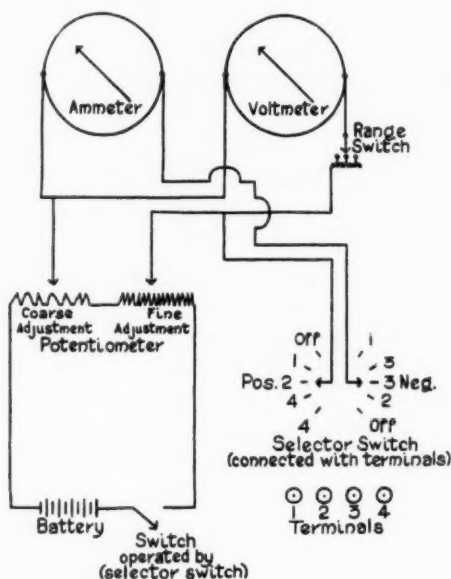 Ammeter
Voltmeter
Range
Switch
Coarse
Adjustment
Fine
Adjustment
Potentiometer
Off
1
Pos. 2
4
4
1
3
3 Neg.
2
Off
Selector Switch
(connected with terminals)
1 2 3 4
Terminals
Battery
Switch
operated by
(selector switch)